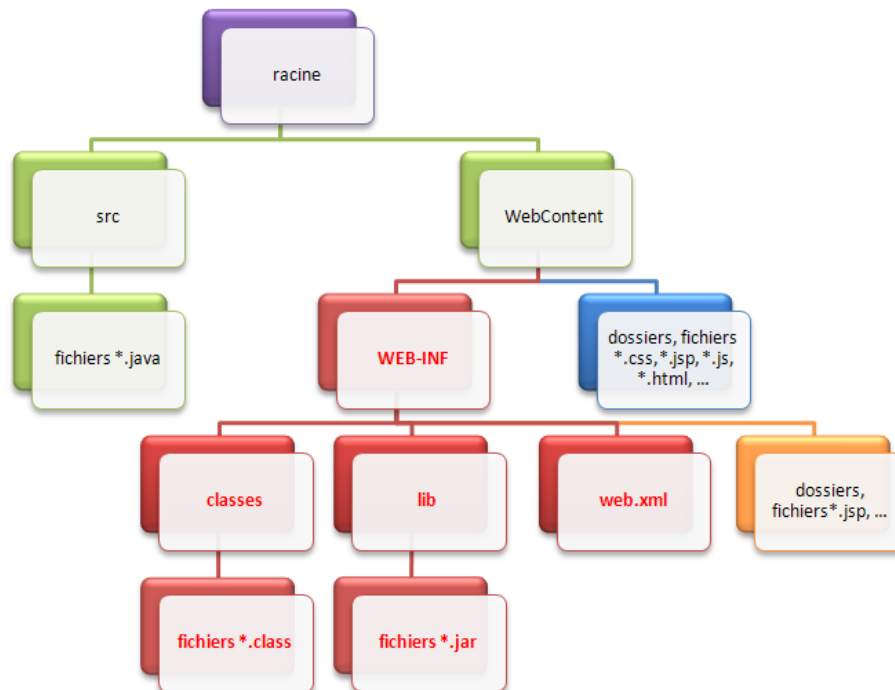 racine
src
WebContent
fichiers *.java
WEB-INF
dossiers, fichiers
*.css,*.jsp, *.js,
*.html, ...
classes
lib
web.xml
dossiers,
fichiers*.jsp, ...
fichiers *.class
fichiers *.jar